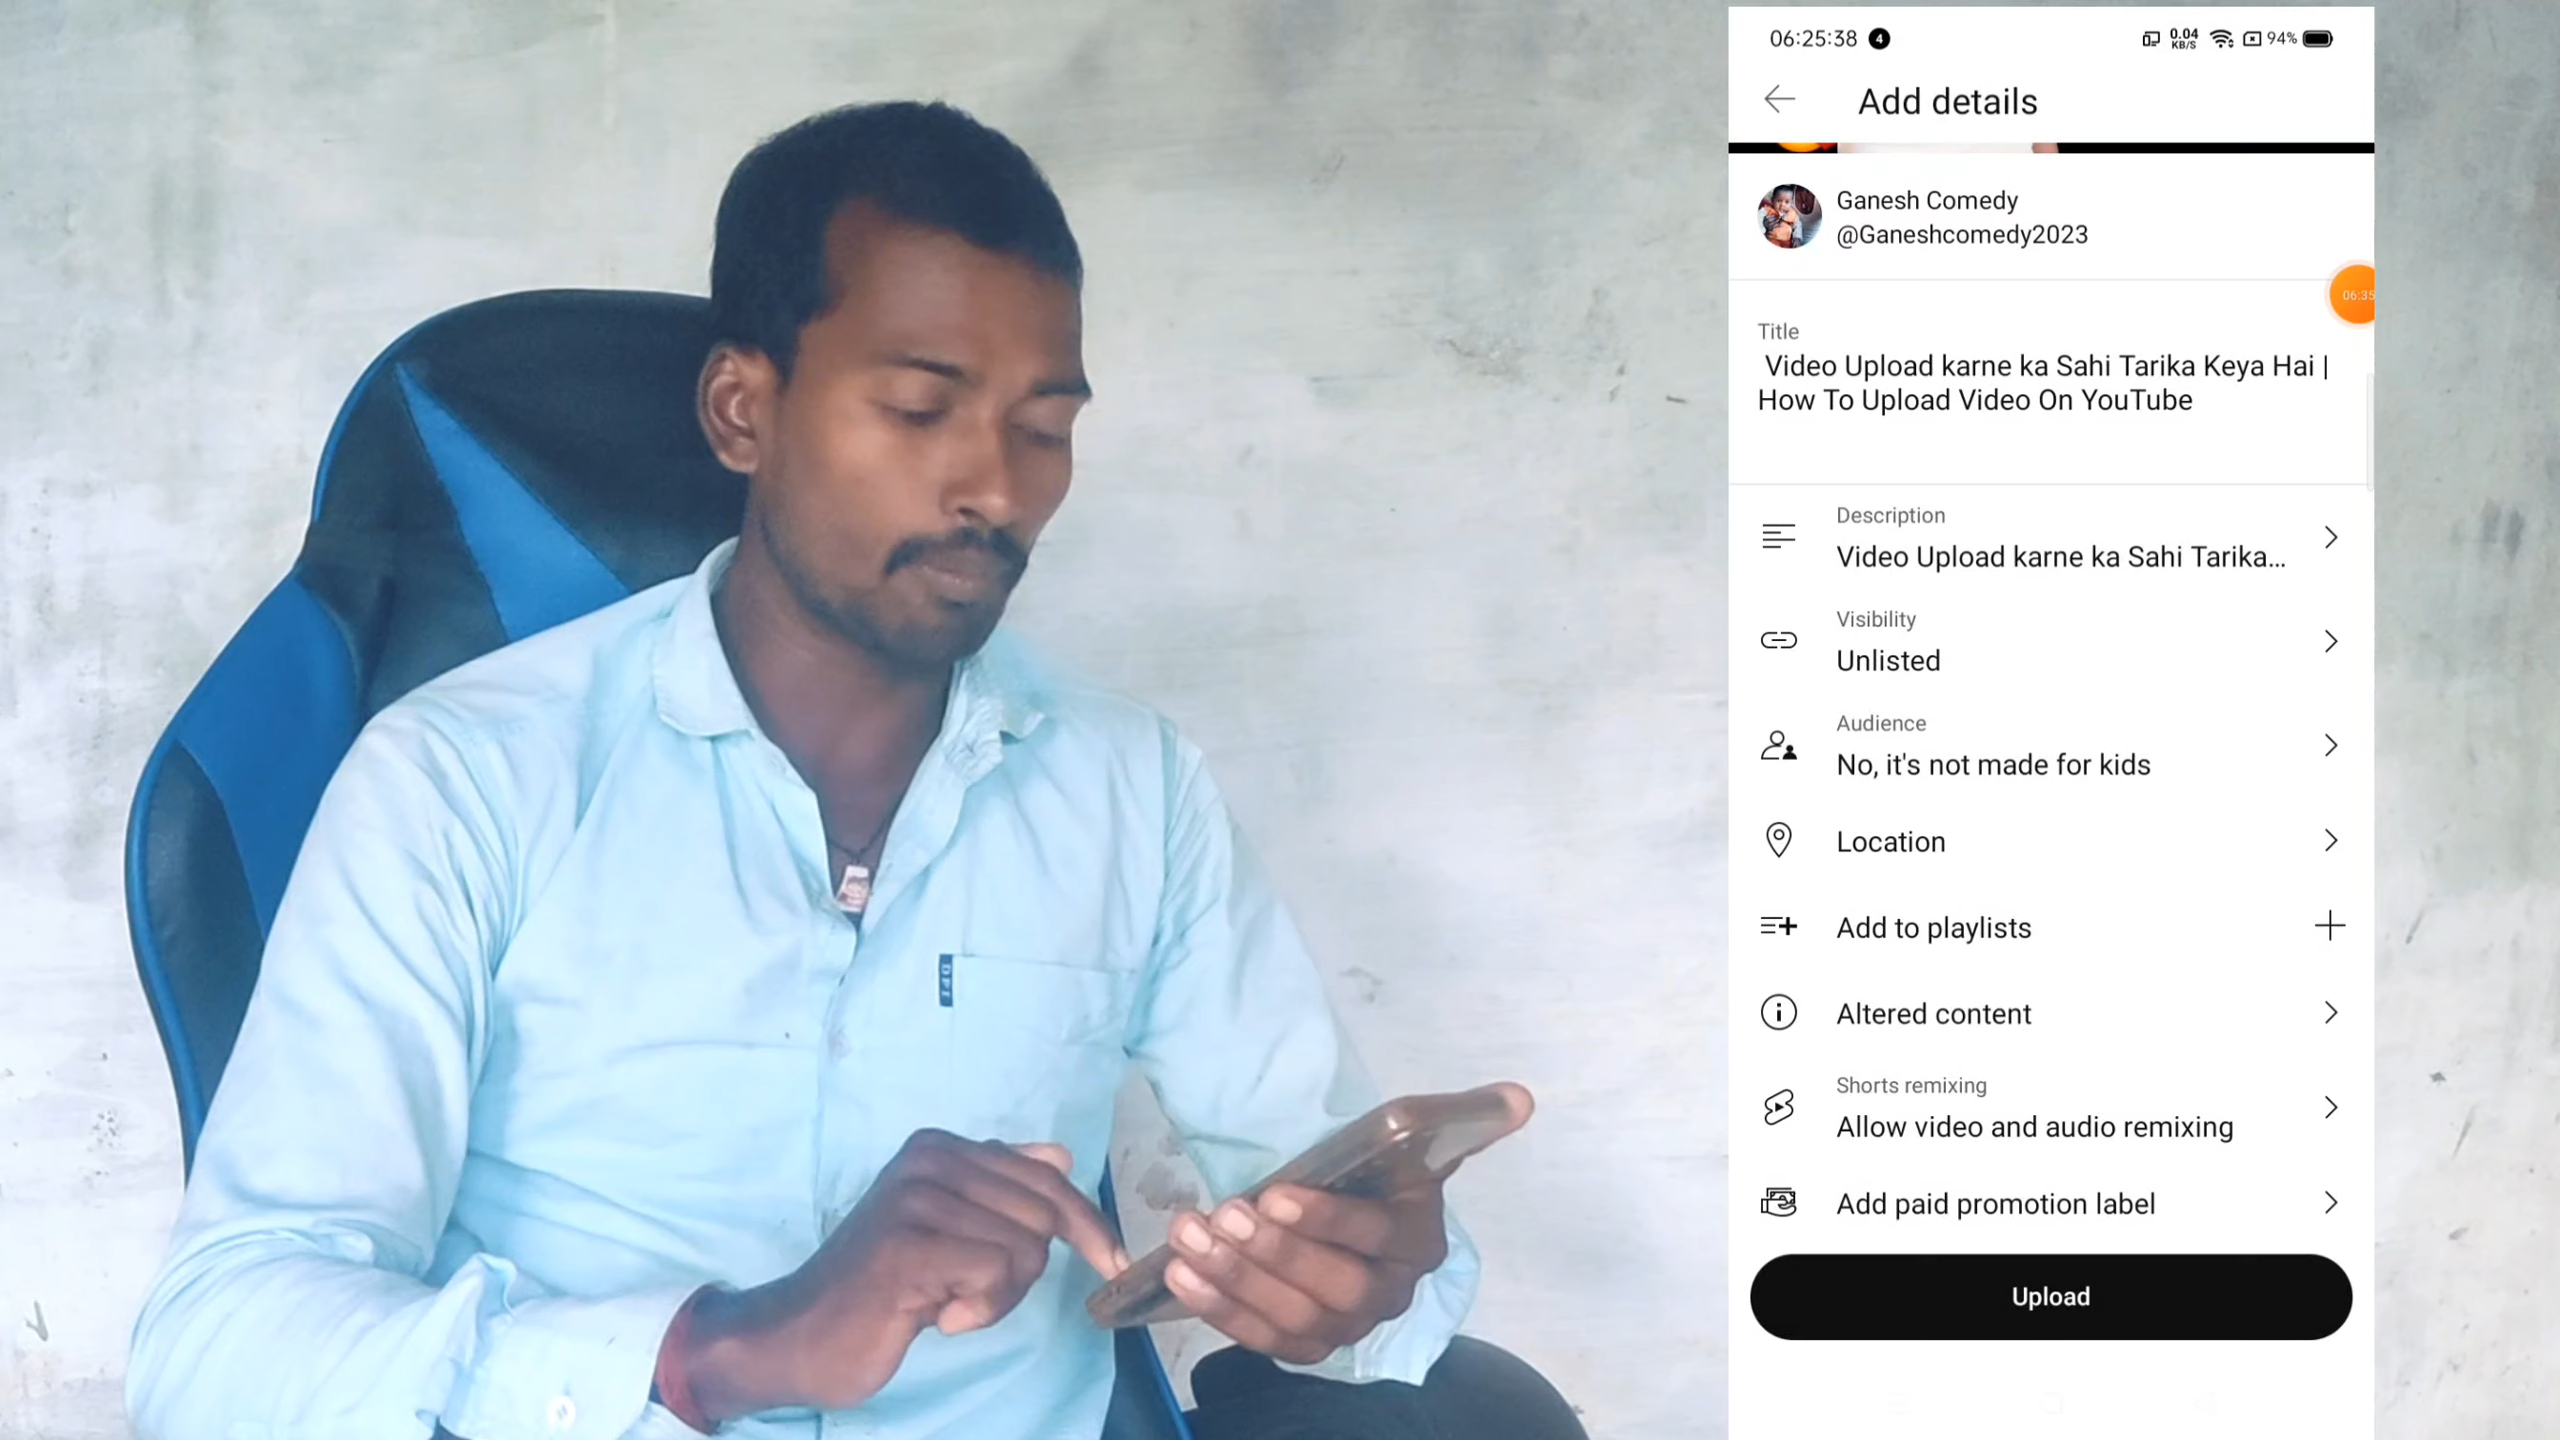 06:25:38 4 0.04 KB/S 94%
Add details
Ganesh Comedy
@Ganeshcomedy2023
06:35
Title
Video Upload karne ka Sahi Tarika Keya Hai |
How To Upload Video On YouTube
Description
Video Upload karne ka Sahi Tarika...
Visibility
Unlisted
Audience
No, it's not made for kids
Location
Add to playlists
Altered content
Shorts remixing
Allow video and audio remixing
Add paid promotion label
Upload